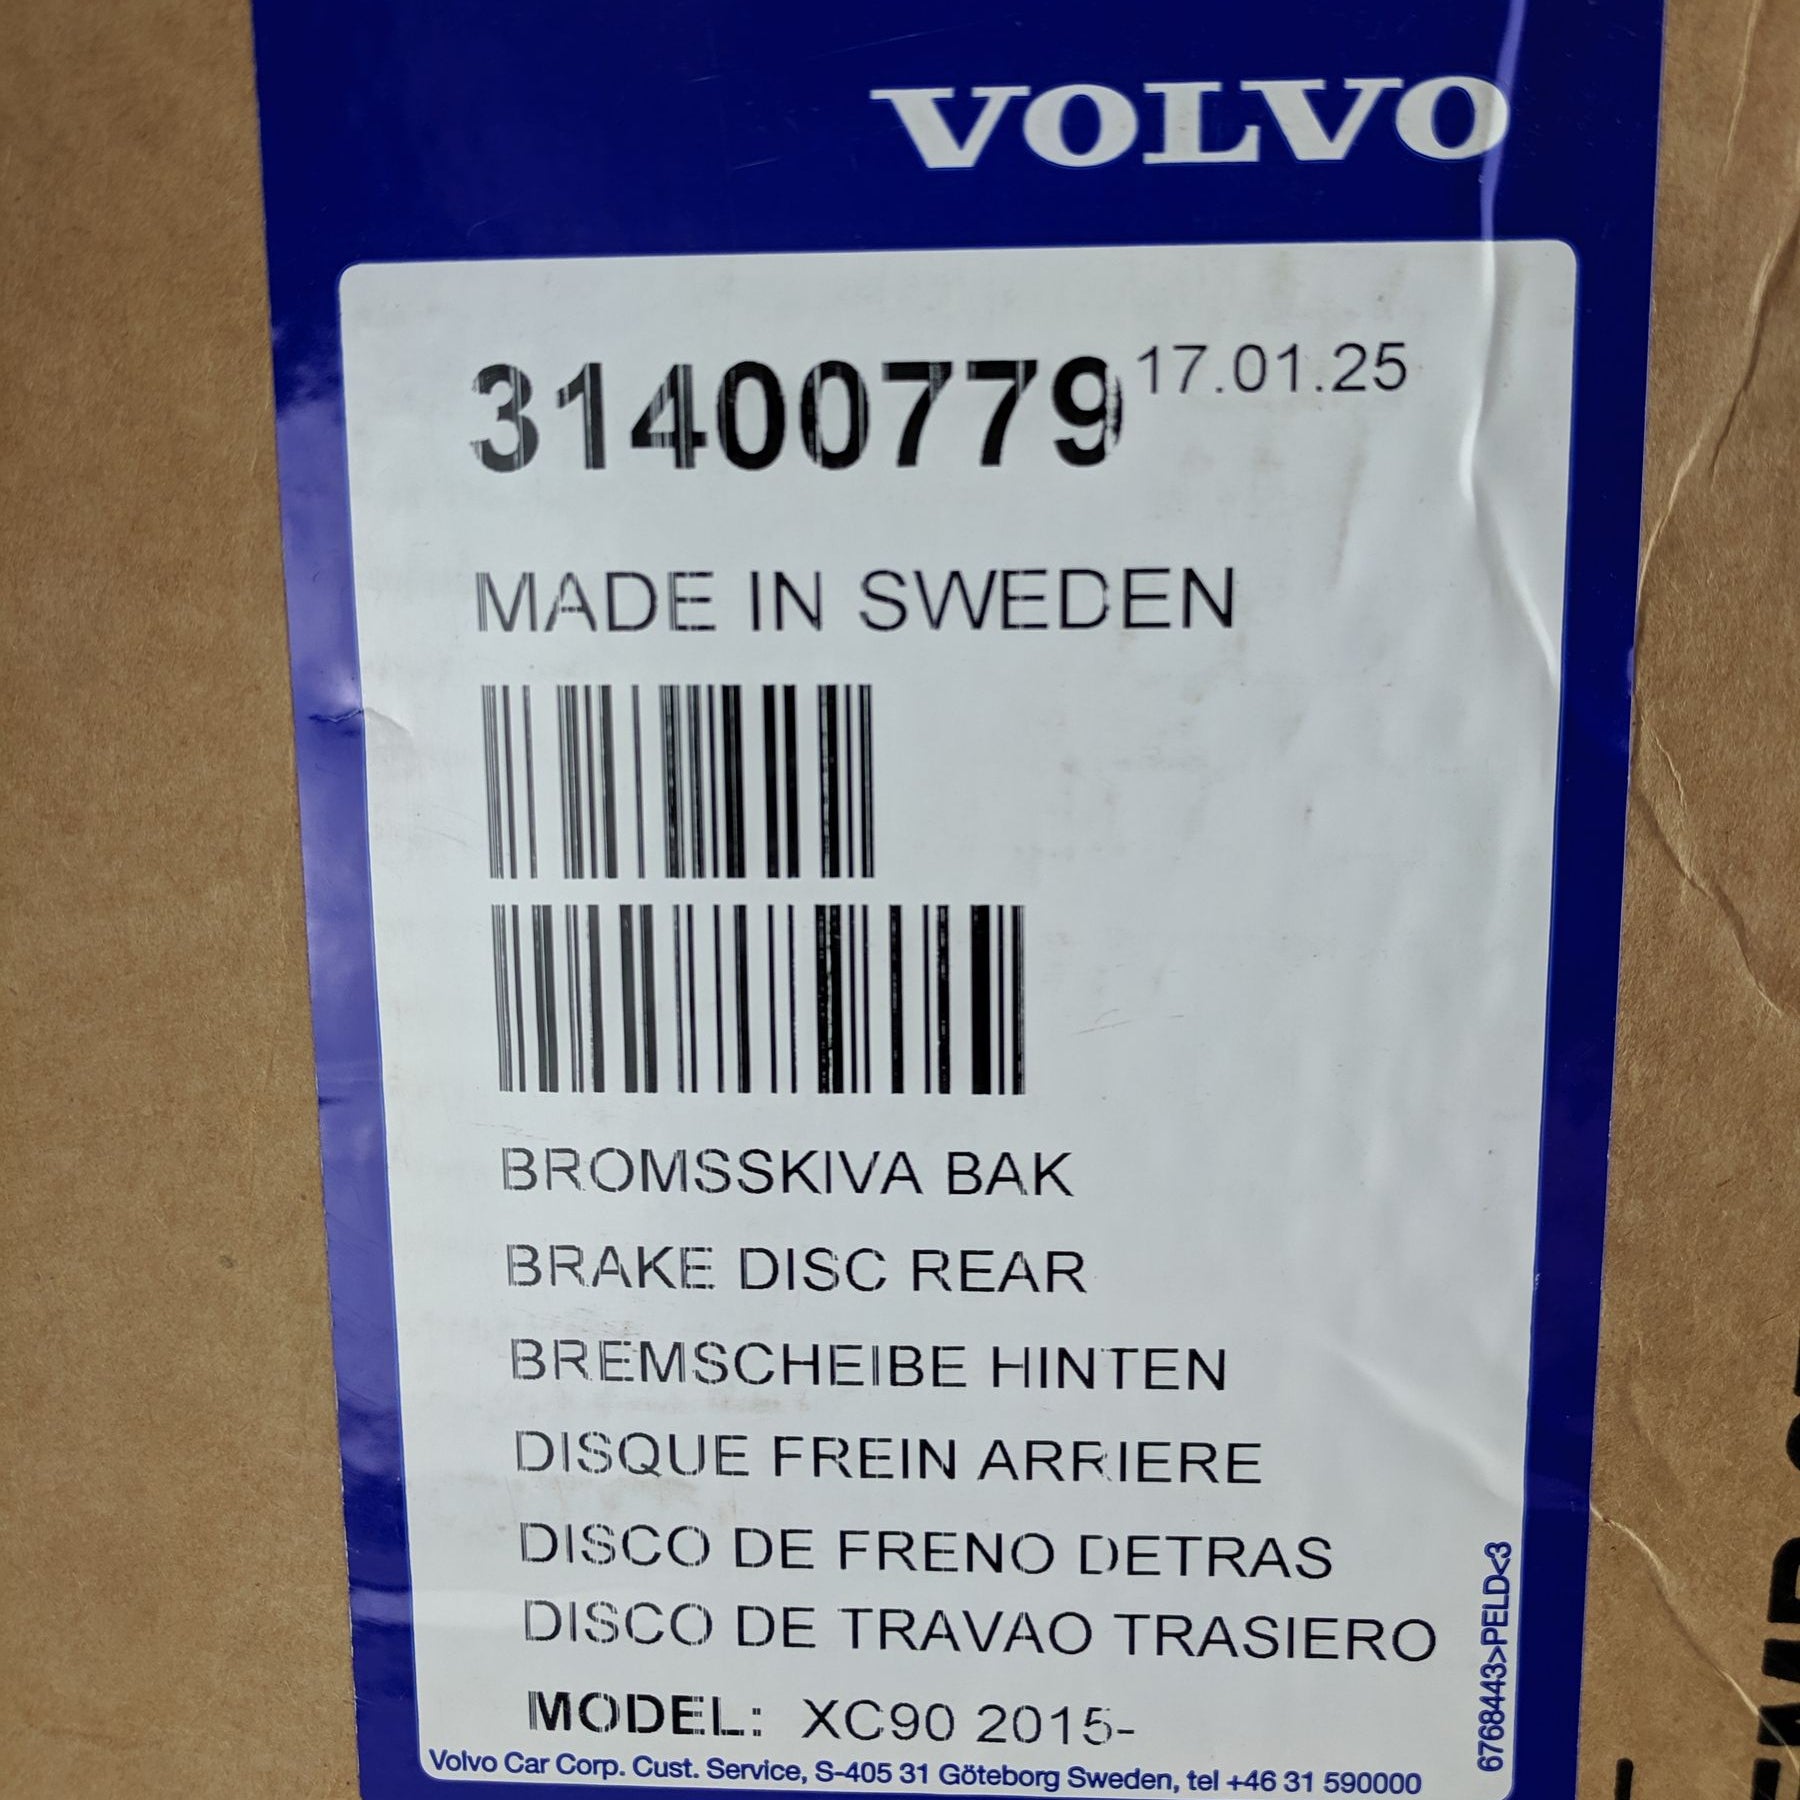 VOLVO
31400779 17.01.25
MADE IN SWEDEN
BROMSSKIVA BAK
BRAKE DISC REAR
BREMSCHEIBE HINTEN
DISQUE FREIN ARRIERE
DISCO DE FRENO DETRAS
DISCO DE TRAVAO TRASIERO
MODEL: XC90 2015-
Volvo Car Corp. Cust. Service, S-405 31 Göteborg Sweden, tel +46 31 590000
6768443>PELD<3